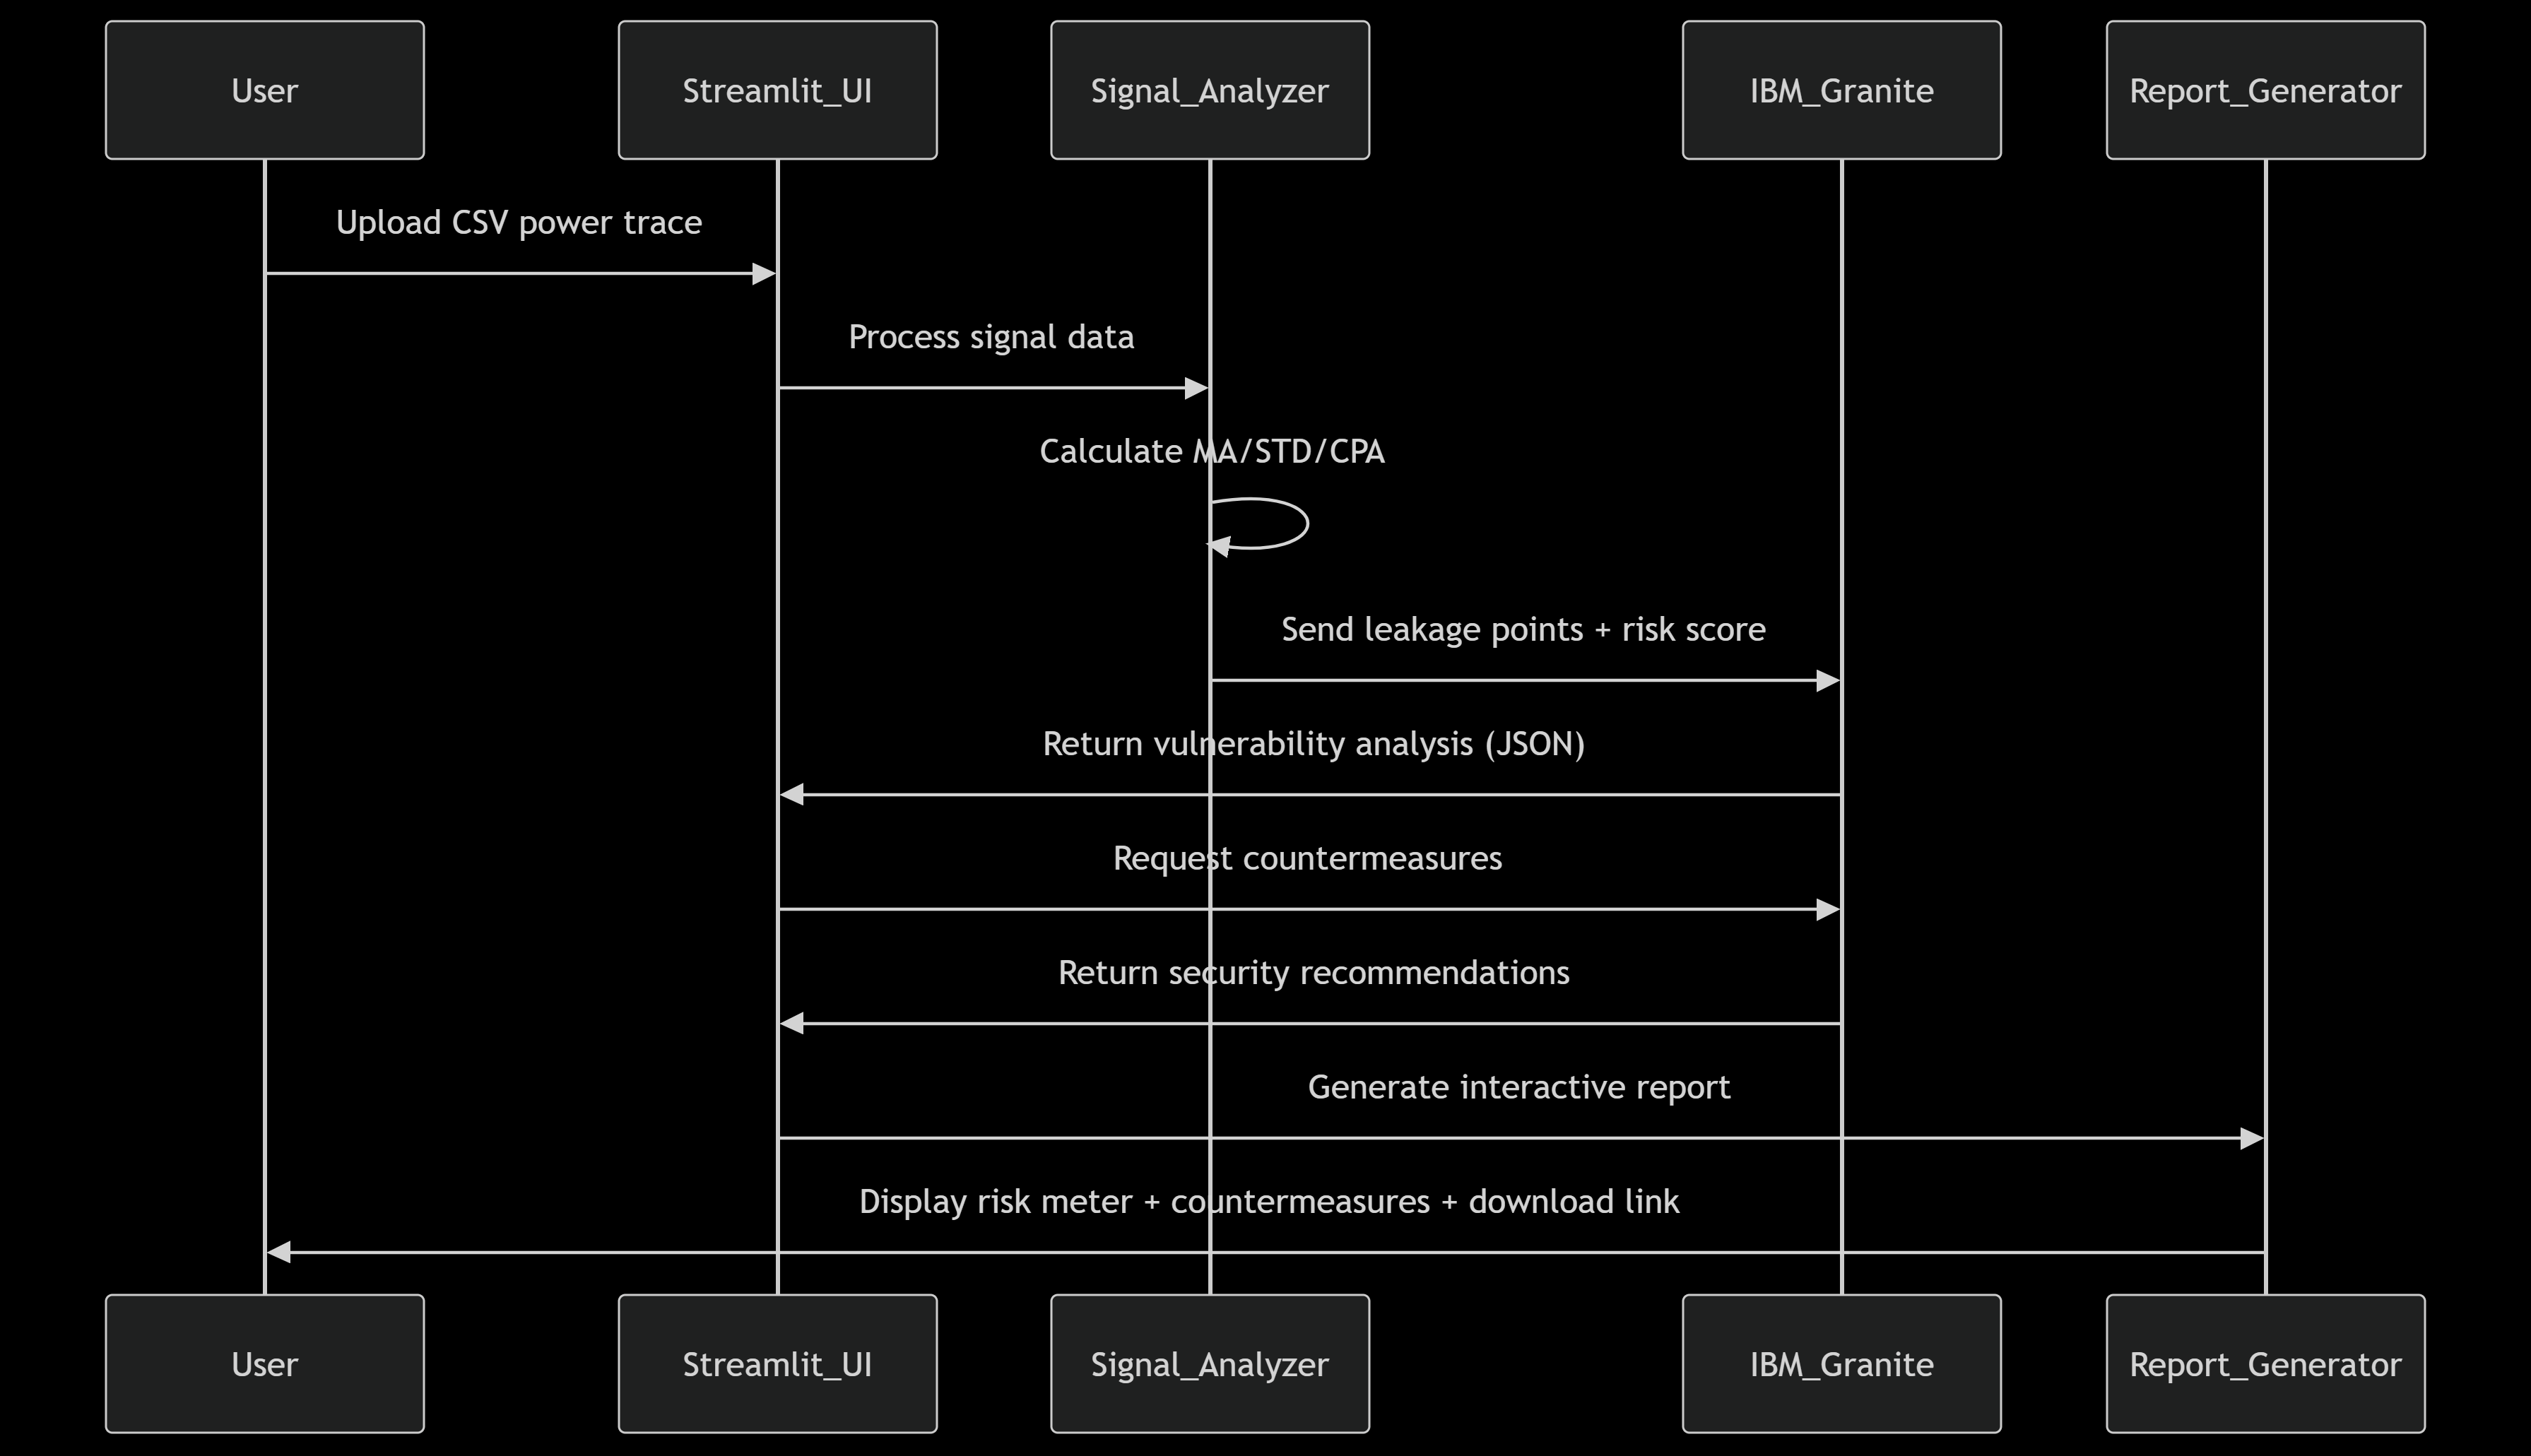 User
Streamlit_UI
Signal_Analyzer
IBM_Granite
Report_Generator
Upload CSV power trace
Process signal data
Calculate MA/STD/CPA
Send leakage points + risk score
Return vulnerability analysis (JSON)
Request countermeasures
Return security recommendations
Generate interactive report
Display risk meter + countermeasures + download link
User
Streamlit_UI
Signal_Analyzer
IBM_Granite
Report_Generator